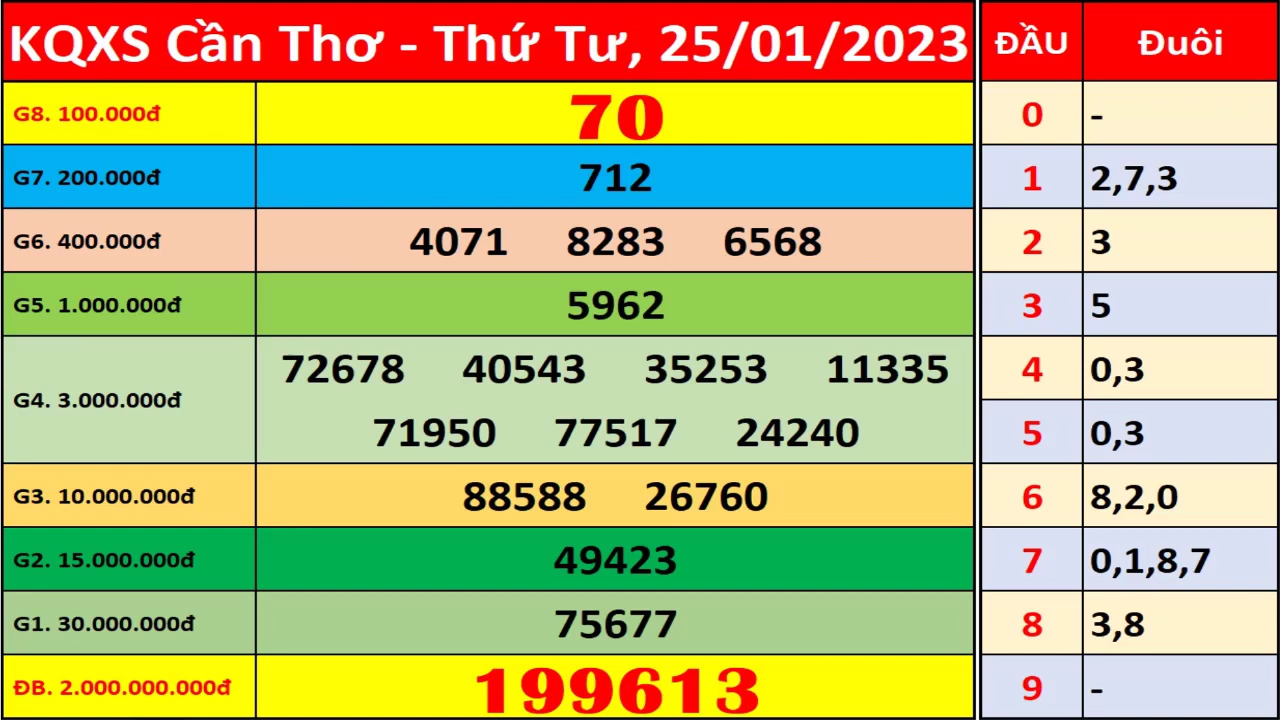 KQXS Cần Thơ - Thứ Tư, 25/01/2023 ĐẦU Đuôi
G8. 100.000đ 70 0 -
G7. 200.000đ 712 1 2,7,3
G6. 400.000đ 4071 8283 6568 2 3
G5. 1.000.000đ 5962 3 5
G4. 3.000.000đ 72678 40543 35253 11335 4 0,3
71950 77517 24240 5 0,3
G3. 10.000.000đ 88588 26760 6 8,2,0
G2. 15.000.000đ 49423 7 0,1,8,7
G1. 30.000.000đ 75677 8 3,8
ĐB. 2.000.000.000đ 199613 9 -